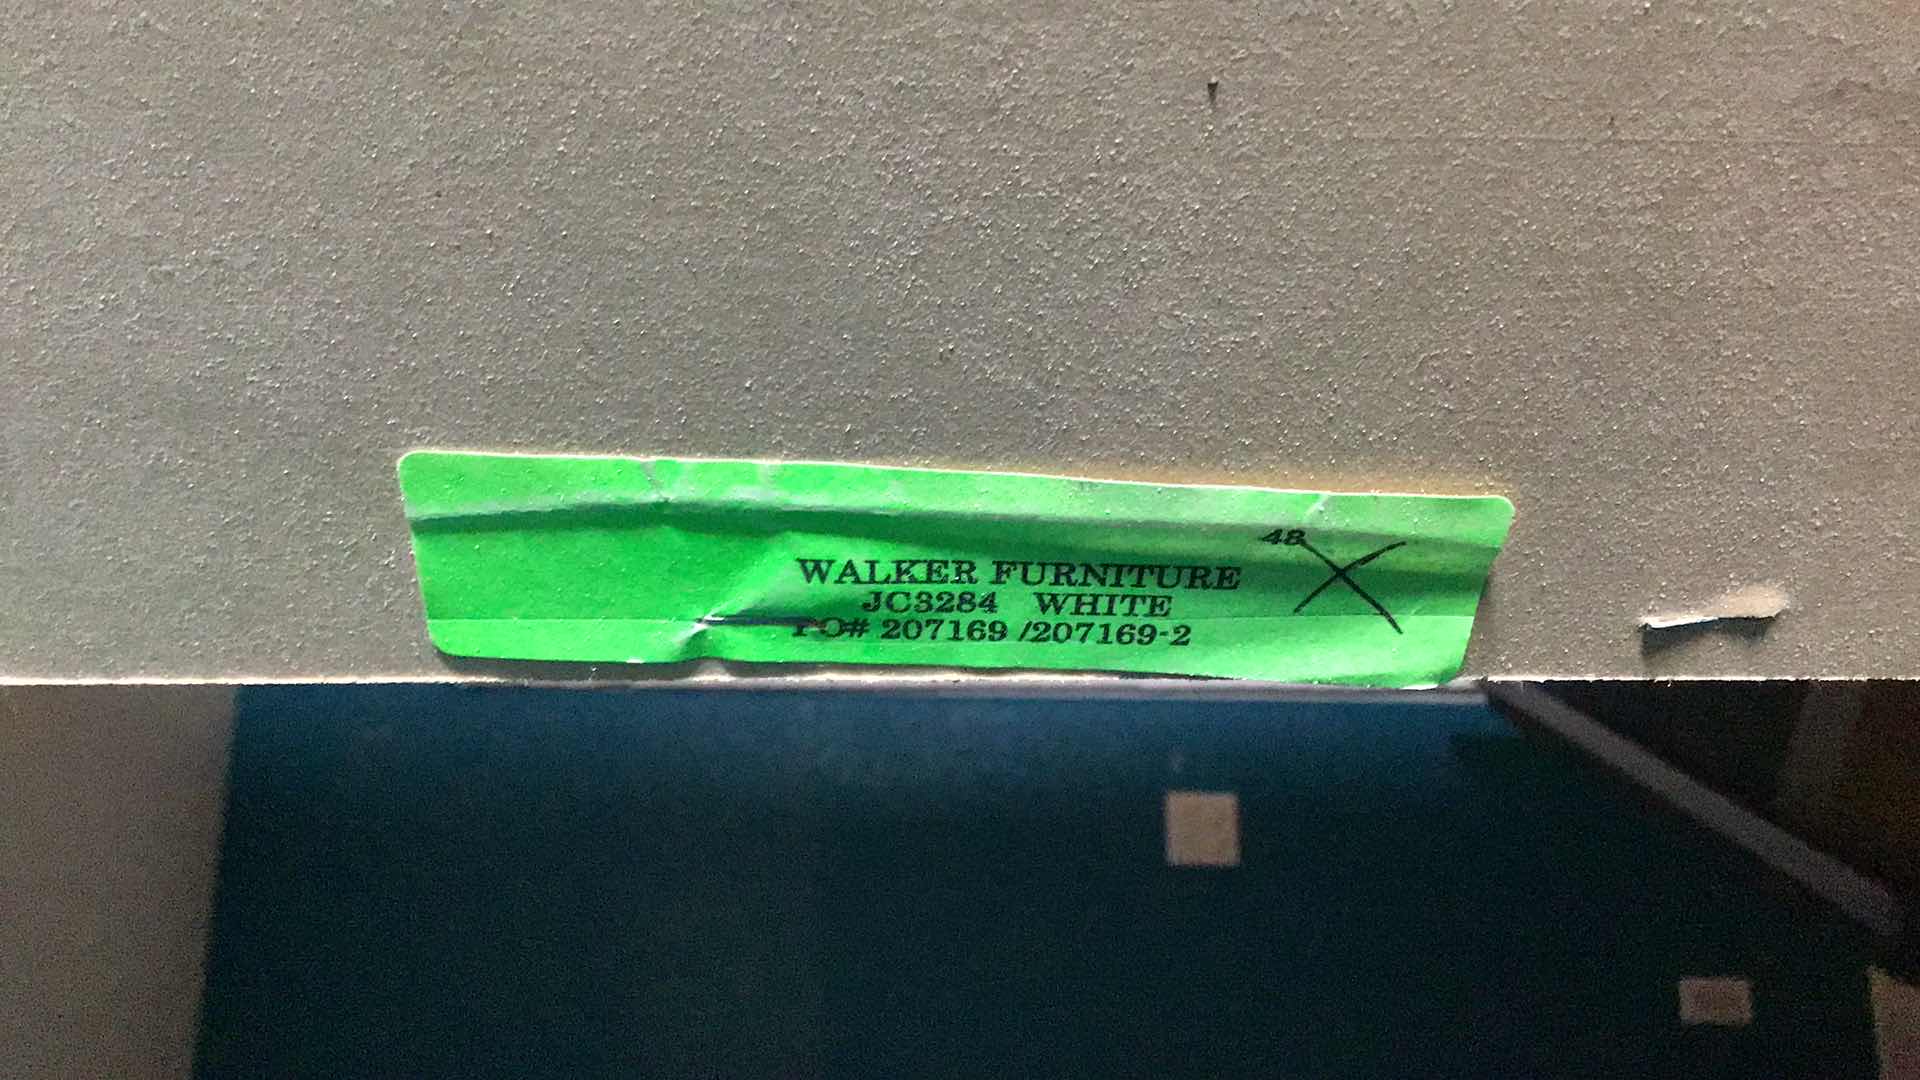 48
WALKER FURNITURE
JC3284 WHITE
PO# 207169 /207169-2